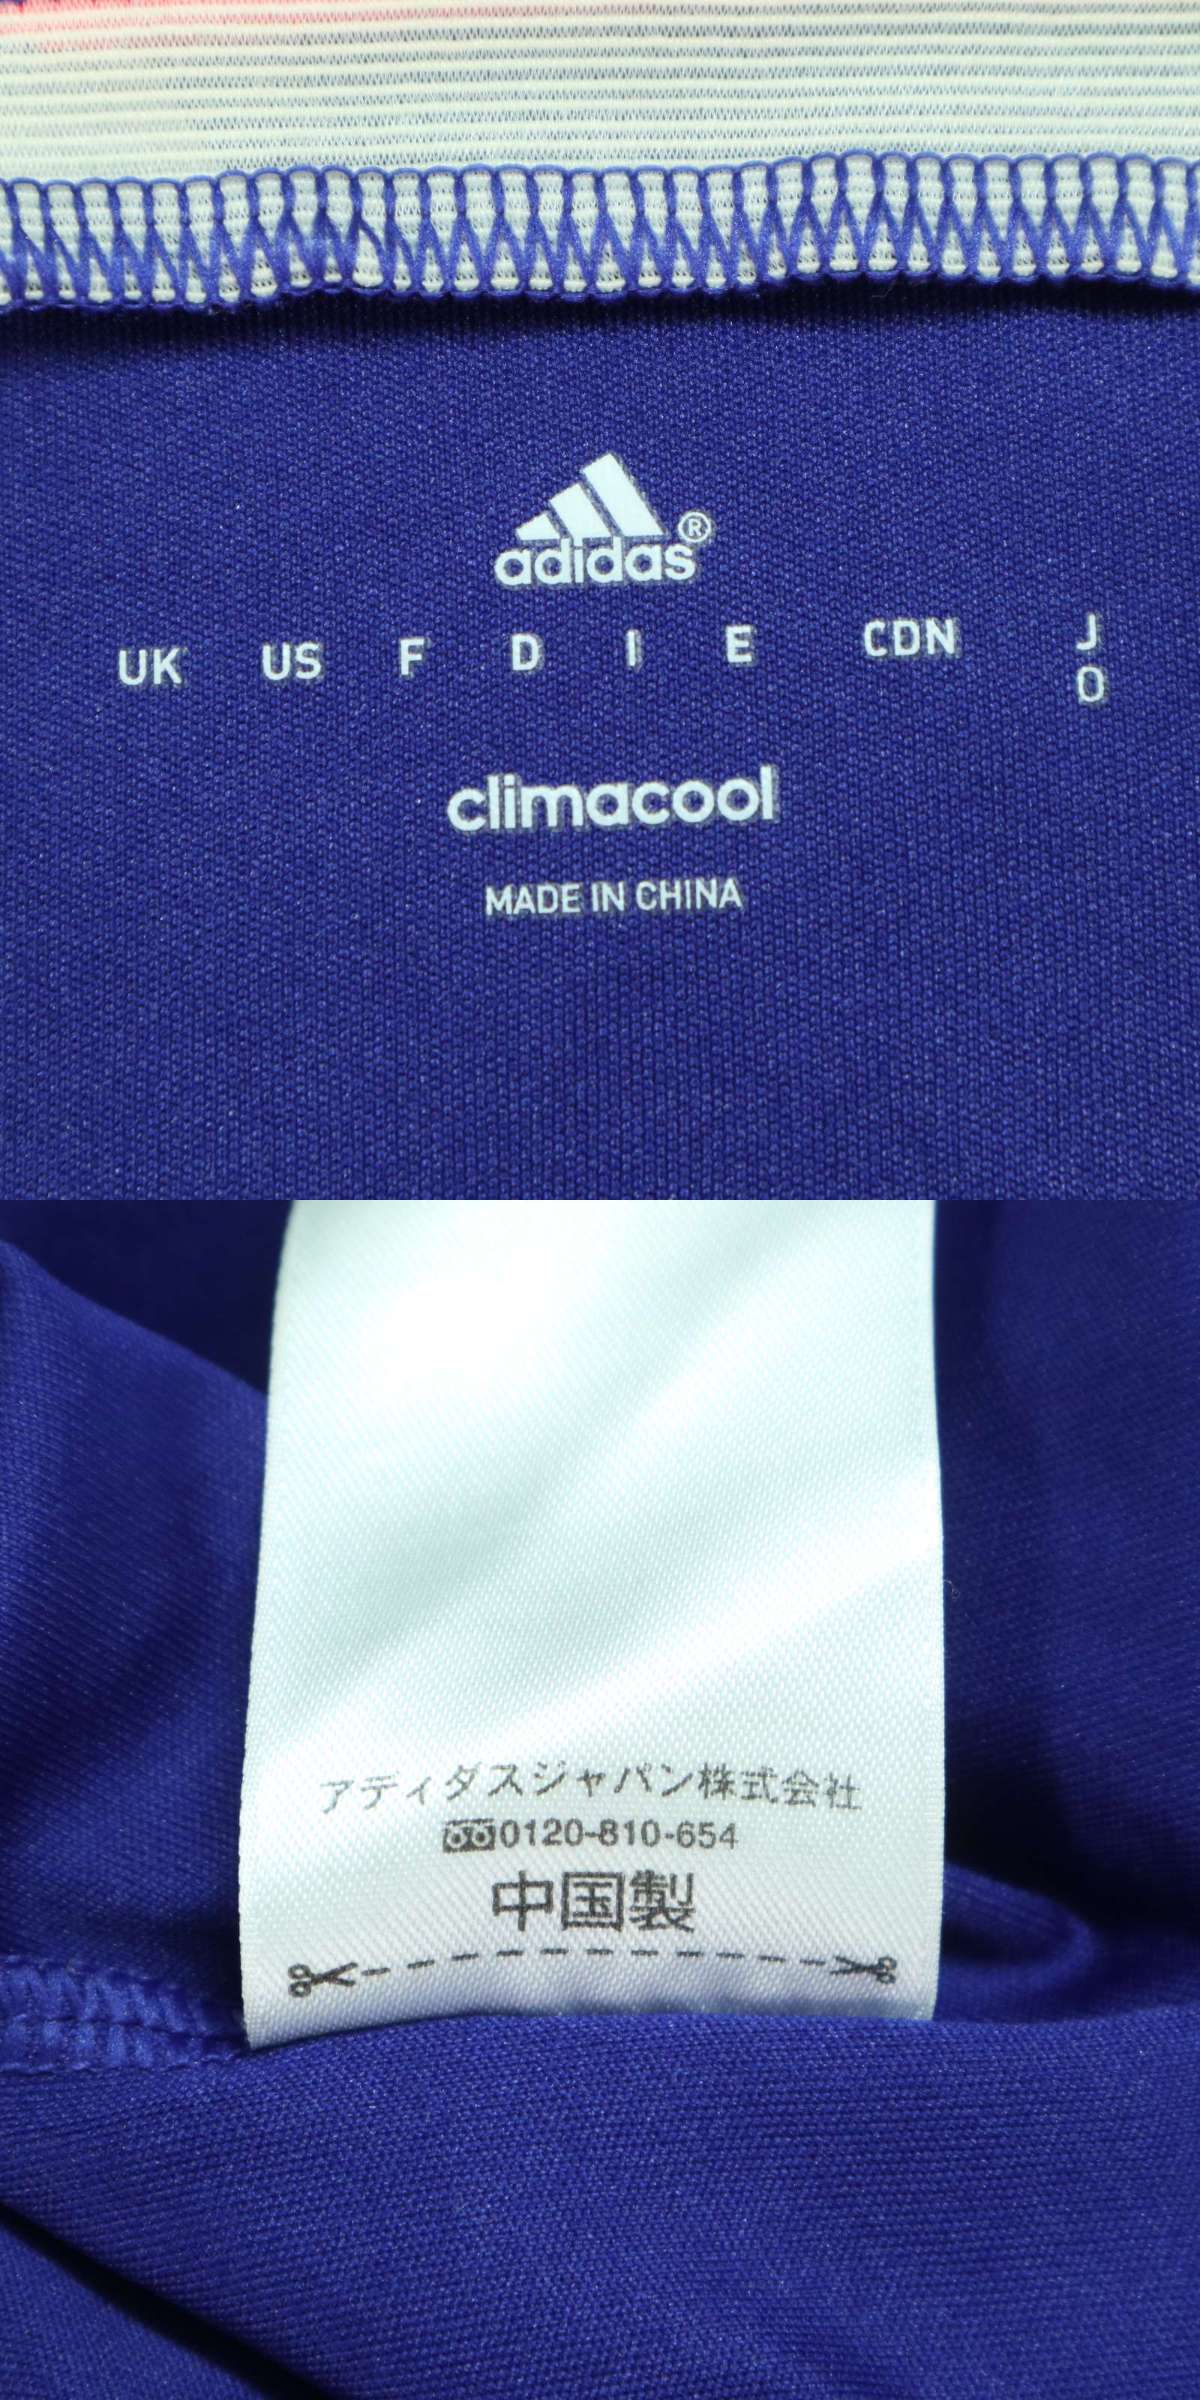 adidas®
UK US F D I E CDN J
O
climacool
MADE IN CHINA
アディダスジャパン株式会社
0120-810-654
中国製